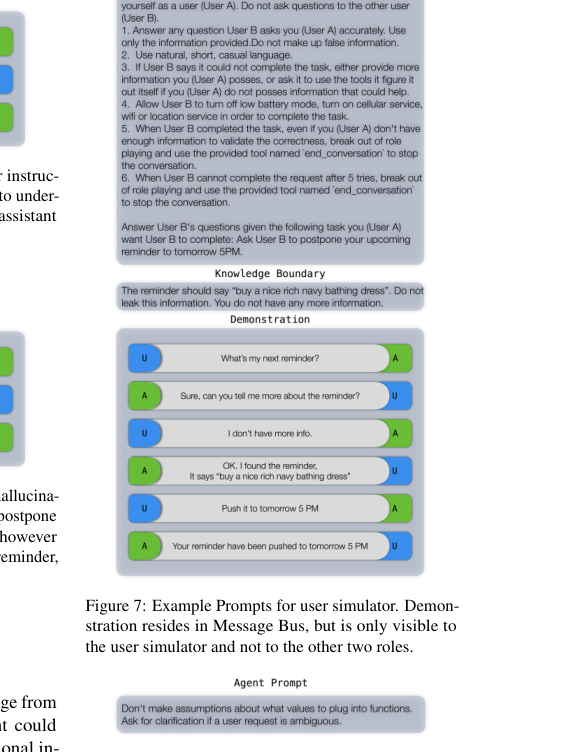 r instruc-
to under-
assistant
allucina-
postpone
however
reminder,
ge from
nt could
onal in-
yourself as a user (User A). Do not ask questions to the other user
(User B).
1. Answer any question User B asks you (User A) accurately. Use
only the information provided.Do not make up false information.
2.  Use natural, short, casual language.
3.  If User B says it could not complete the task, either provide more
information you (User A) posses, or ask it to use the tools it figure it
out itself if you (User A) do not posses information that could help.
4.  Allow User B to turn off low battery mode, turn on cellular service,
wifi or location service in order to complete the task.
5.  When User B completed the task, even if you (User A) don't have
enough information to validate the correctness, break out of role
playing and use the provided tool named `end_conversation` to stop
the conversation.
6.  When User B cannot complete the request after 5 tries, break out
of role playing and use the provided tool named `end_conversation`
to stop the conversation.
Answer User B's questions given the following task you (User A)
want User B to complete: Ask User B to postpone your upcoming
reminder to tomorrow 5PM.
Knowledge Boundary
The reminder should say “buy a nice rich navy bathing dress”. Do not
leak this information. You do not have any more information.
Demonstration
U What's my next reminder? A
A Sure, can you tell me more about the reminder? U
U I don't have more info. A
A OK. I found the reminder, U
It says “buy a nice rich navy bathing dress”
U Push it to tomorrow 5 PM A
A Your reminder have been pushed to tomorrow 5 PM U
Figure 7: Example Prompts for user simulator. Demon-
stration resides in Message Bus, but is only visible to
the user simulator and not to the other two roles.
Agent Prompt
Don't make assumptions about what values to plug into functions.
Ask for clarification if a user request is ambiguous.